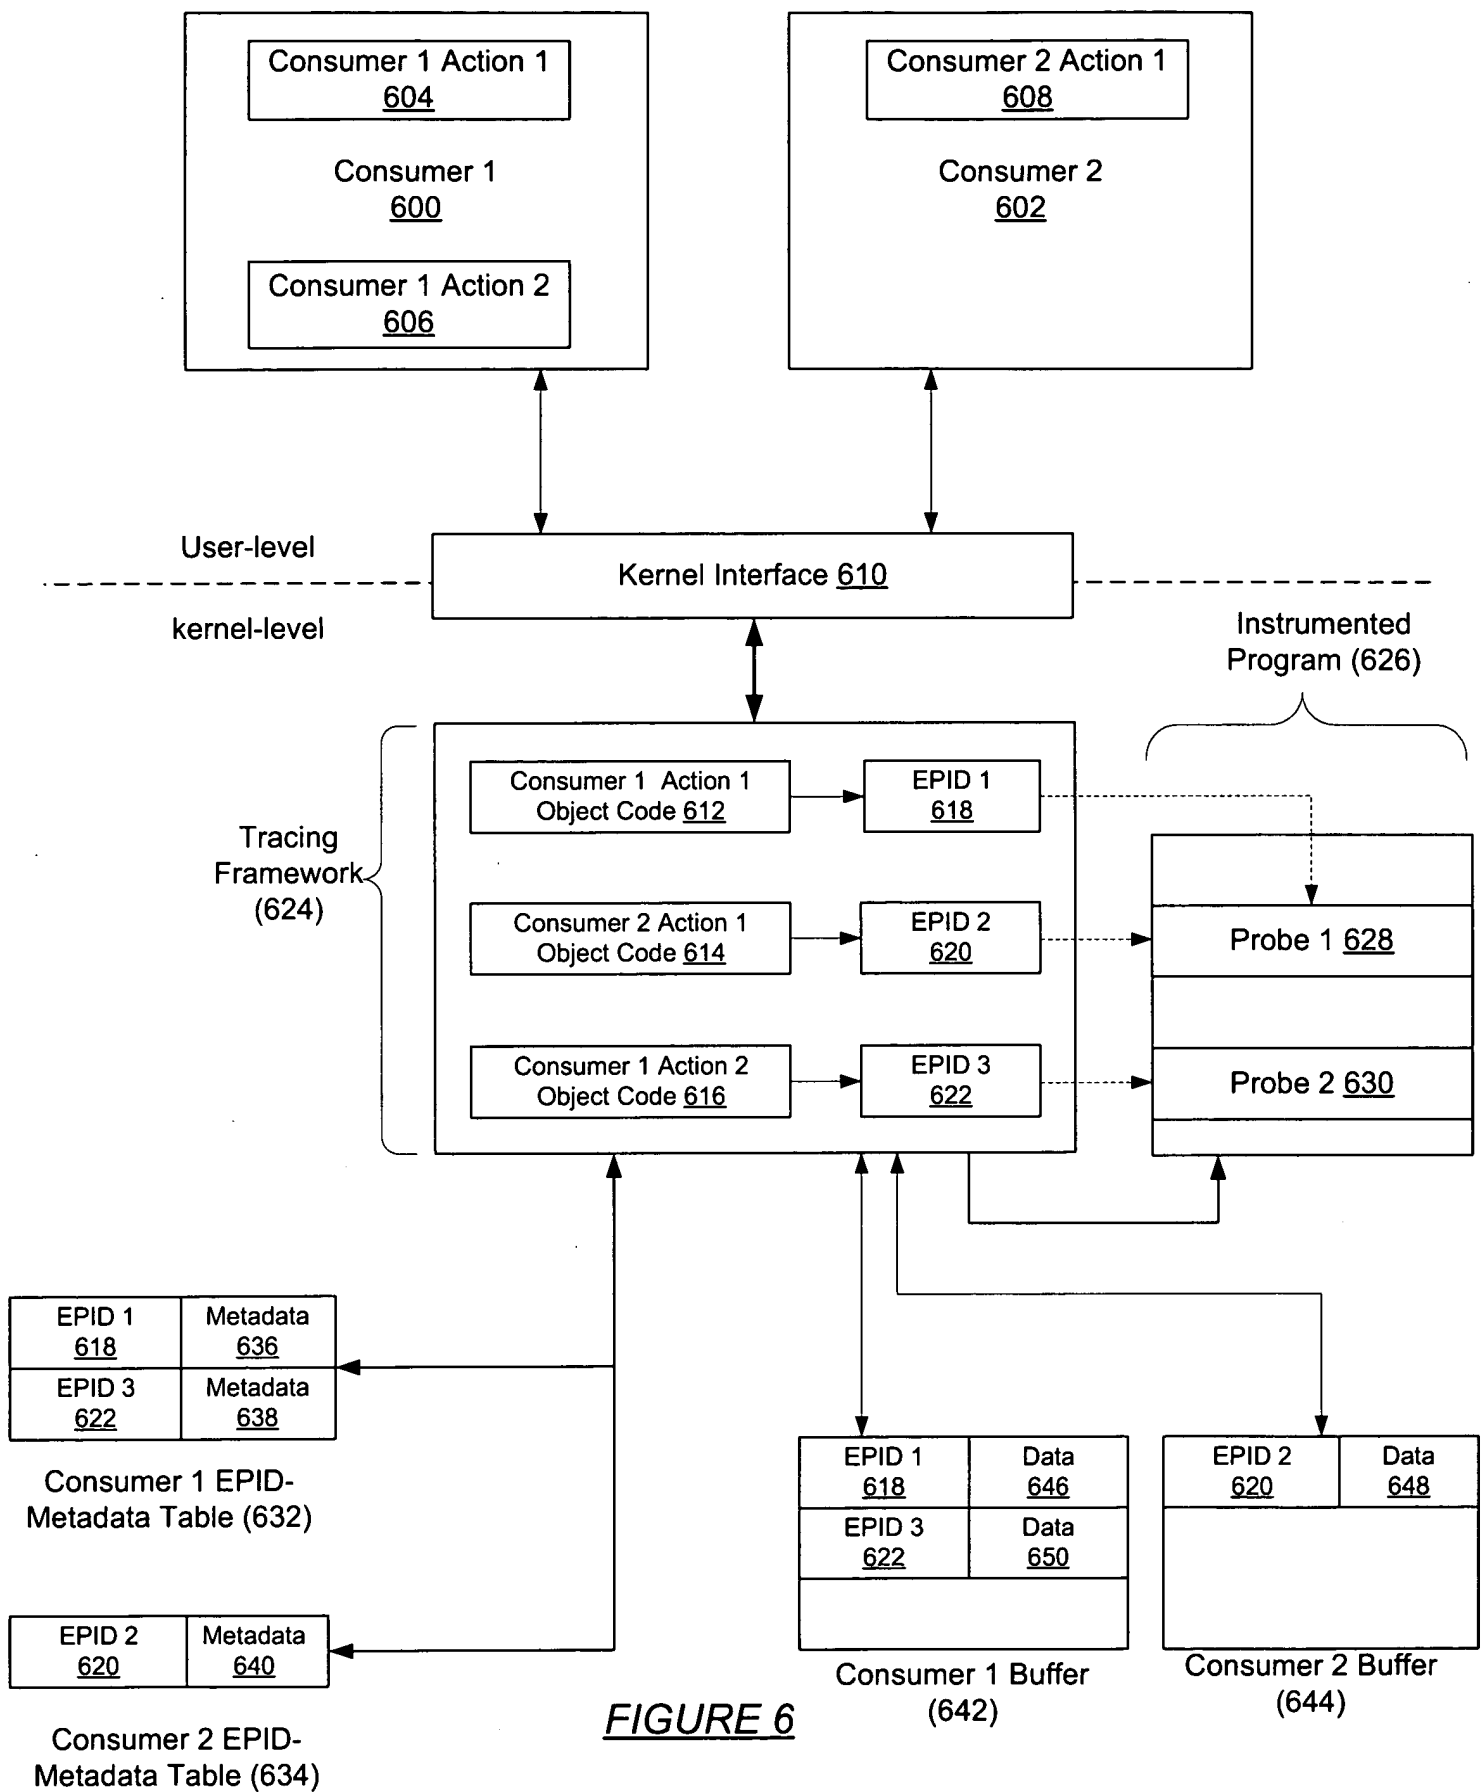 Consumer 1 Action 1
604
Consumer 1
600
Consumer 1 Action 2
606
Consumer 2 Action 1
608
Consumer 2
602
User-level
Kernel Interface 610
kernel-level
Instrumented
Program (626)
Tracing
Framework
(624)
Consumer 1 Action 1
Object Code 612
EPID 1
618
Consumer 2 Action 1
Object Code 614
EPID 2
620
Consumer 1 Action 2
Object Code 616
EPID 3
622
Probe 1 628
Probe 2 630
EPID 1
618
Metadata
636
EPID 3
622
Metadata
638
Consumer 1 EPID-
Metadata Table (632)
EPID 2
620
Metadata
640
Consumer 2 EPID-
Metadata Table (634)
EPID 1
618
Data
646
EPID 3
622
Data
650
Consumer 1 Buffer
(642)
EPID 2
620
Data
648
Consumer 2 Buffer
(644)
FIGURE 6